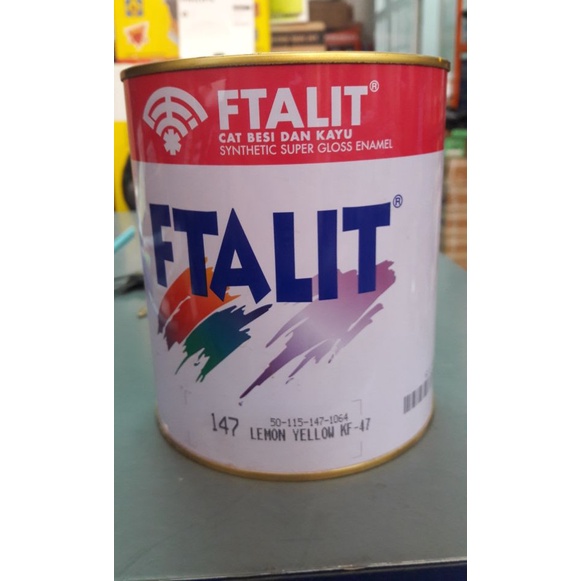 FTALIT®
CAT BESI DAN KAYU
SYNTHETIC SUPER GLOSS ENAMEL
FTALIT®
50-115-147-1064
147 LEMON YELLOW KF-47